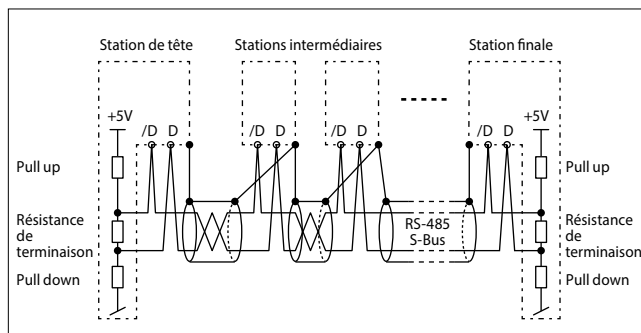 Station de tête
Stations intermédiaires
Station finale
+5V
/D D
/D D
/D D
/D D
+5V
Pull up
Pull up
Résistance
de
terminaison
RS-485
S-Bus
Résistance
de
terminaison
Pull down
Pull down